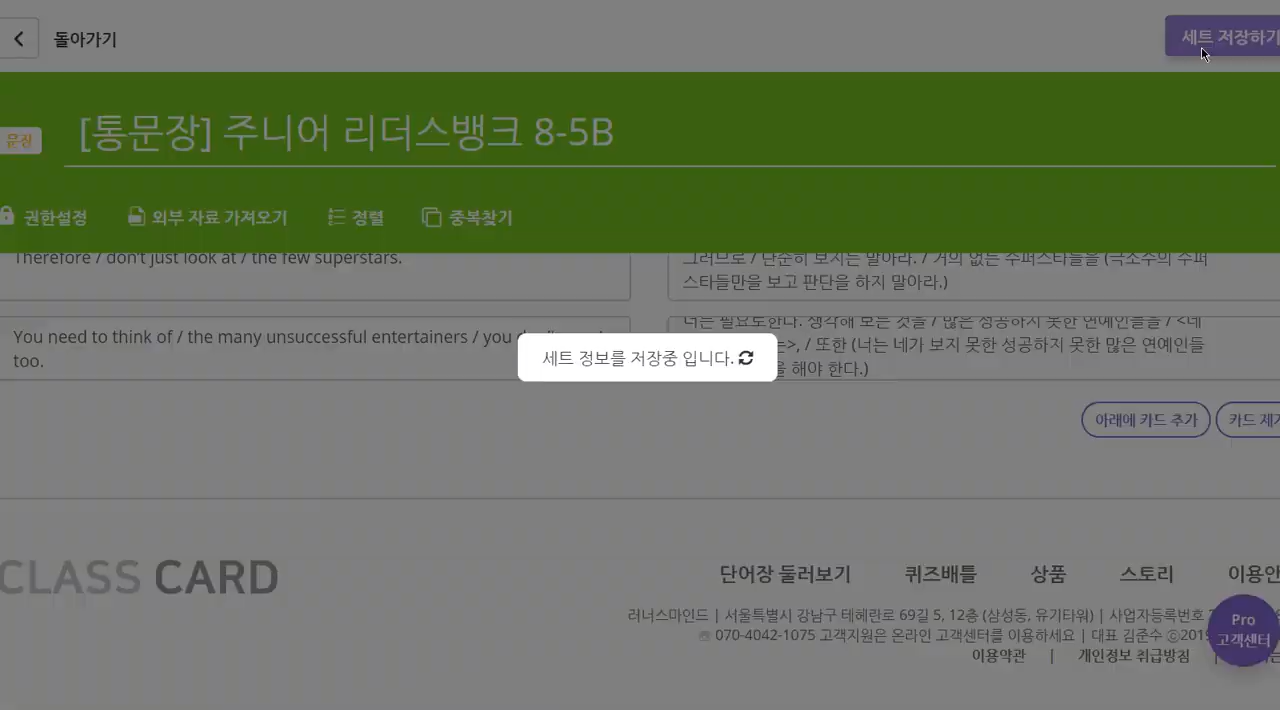 돌아가기
세트 저장하기
문장
[통문장] 주니어 리더스뱅크 8-5B
권한설정
외부 자료 가져오기
정렬
중복찾기
Therefore / don't just look at / the few superstars.
그러므로 / 단순히 보지는 말아라. / 거의 없는 수퍼스타들을 (극소수의 수퍼
스타들만을 보고 판단을 하지 말아라.)
You need to think of / the many unsuccessful entertainers / you
too.
너는 필요로한다. 생각해 보는 것을 / 많은 성공하지 못한 연예인들을 / <네
/ 또한 (너는 네가 보지 못한 성공하지 못한 많은 연예인들
해야 한다.)
세트 정보를 저장중 입니다.
아래에 카드 추가
카드 제거
CLASS CARD
단어장 둘러보기
퀴즈배틀
상품
스토리
이용안
러너스마인드 | 서울특별시 강남구 테헤란로 69길 5, 12층 (삼성동, 유기타워) | 사업자등록번호
☏ 070-4042-1075 고객지원은 온라인 고객센터를 이용하세요 | 대표 김준수 ⓒ201
이용약관 | 개인정보 취급방침 |
Pro
고객센터